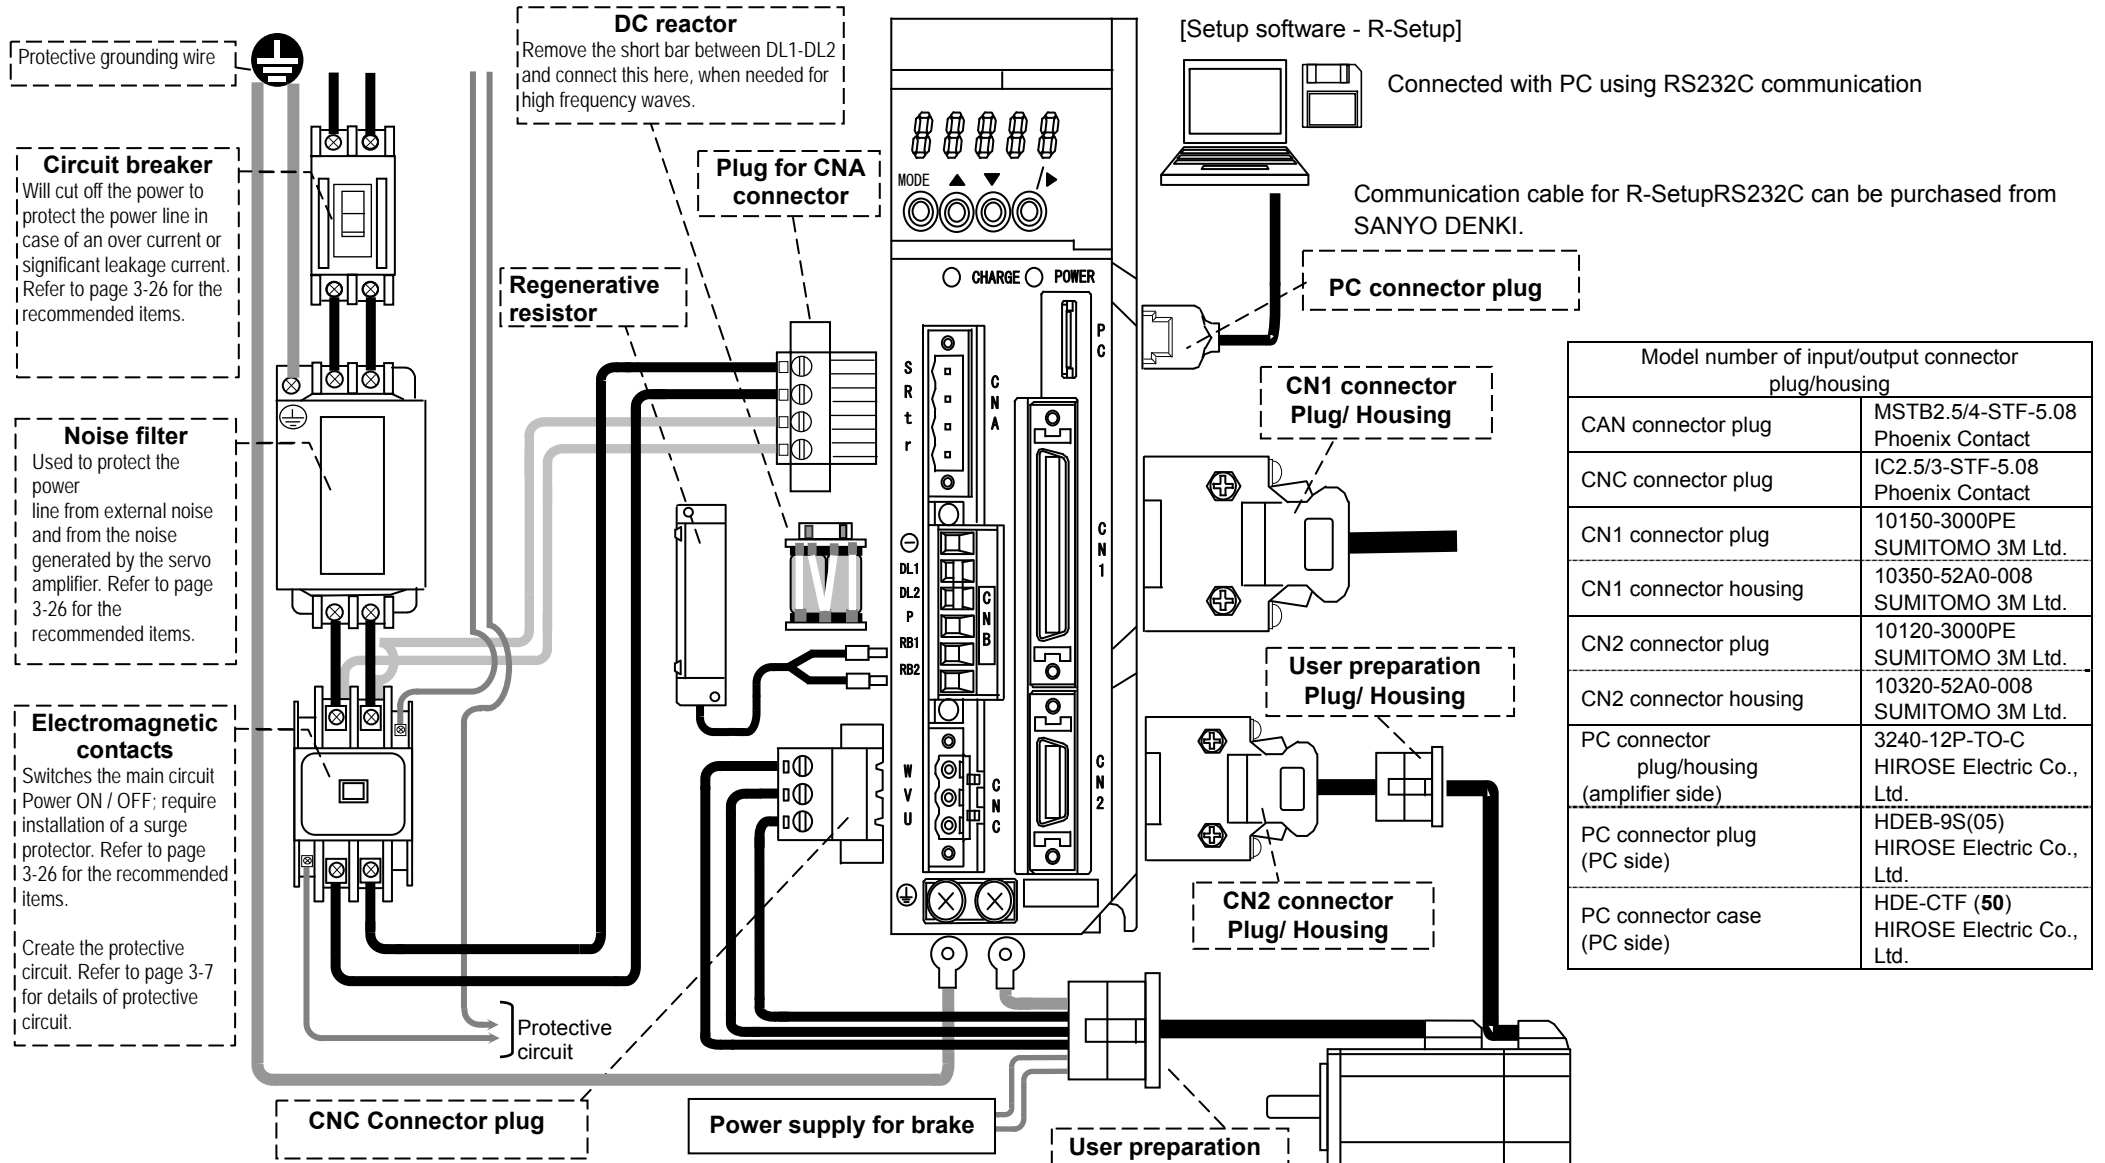 Protective grounding wire
DC reactor
Remove the short bar between DL1-DL2
and connect this here, when needed for
high frequency waves.
[Setup software - R-Setup]
Connected with PC using RS232C communication
Communication cable for R-SetupRS232C can be purchased from
SANYO DENKI.
PC connector plug
Circuit breaker
Will cut off the power to
protect the power line in
case of an over current or
significant leakage current.
Refer to page 3-26 for the
recommended items.
Plug for CNA
connector
Regenerative
resistor
Noise filter
Used to protect the
power
line from external noise
and from the noise
generated by the servo
amplifier. Refer to page
3-26 for the
recommended items.
Electromagnetic
contacts
Switches the main circuit
Power ON / OFF; require
installation of a surge
protector. Refer to page
3-26 for the recommended
items.
Create the protective
circuit. Refer to page 3-7
for details of protective
circuit.
Protective
circuit
CNC Connector plug
Power supply for brake
User preparation
8 8 8 8 8
MODE
/
CHARGE
POWER
PC
S
R
t
r
CNA
DL1
DL2
P
RB1
RB2
CNB
CN1
W
V
U
CNC
CN2
CN1 connector
Plug/ Housing
User preparation
Plug/ Housing
CN2 connector
Plug/ Housing
Model number of input/output connector
plug/housing
CAN connector plug
MSTB2.5/4-STF-5.08
Phoenix Contact
CNC connector plug
IC2.5/3-STF-5.08
Phoenix Contact
CN1 connector plug
10150-3000PE
SUMITOMO 3M Ltd.
CN1 connector housing
10350-52A0-008
SUMITOMO 3M Ltd.
CN2 connector plug
10120-3000PE
SUMITOMO 3M Ltd.
CN2 connector housing
10320-52A0-008
SUMITOMO 3M Ltd.
PC connector
plug/housing
(amplifier side)
3240-12P-TO-C
HIROSE Electric Co.,
Ltd.
PC connector plug
(PC side)
HDEB-9S(05)
HIROSE Electric Co.,
Ltd.
PC connector case
(PC side)
HDE-CTF (50)
HIROSE Electric Co.,
Ltd.